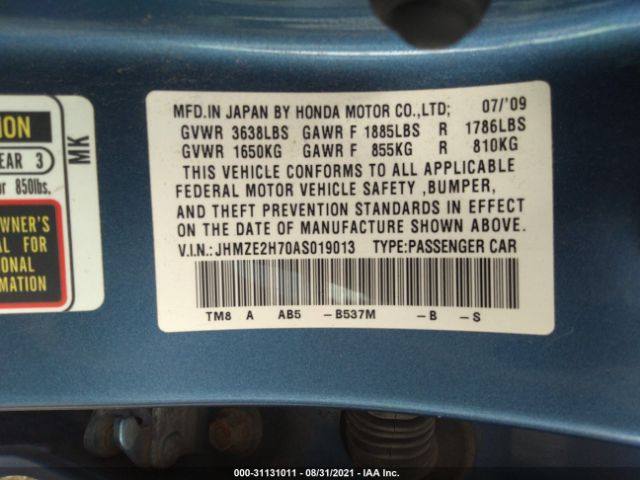 ION
EAR 3
or 850lbs.
MK
WNER'S
AL FOR
IONAL
RMATION
MFD.IN JAPAN BY HONDA MOTOR CO.,LTD; 07/'09
GVWR 3638LBS GAWR F 1885LBS R 1786LBS
GVWR 1650KG GAWR F 855KG R 810KG
THIS VEHICLE CONFORMS TO ALL APPLICABLE
FEDERAL MOTOR VEHICLE SAFETY ,BUMPER,
AND THEFT PREVENTION STANDARDS IN EFFECT
ON THE DATE OF MANUFACTURE SHOWN ABOVE.
V.I.N.:JHMZE2H70AS019013 TYPE:PASSENGER CAR
TM8 A AB5 -B537M -B -S
000-31131011 - 08/31/2021 - IAA Inc.